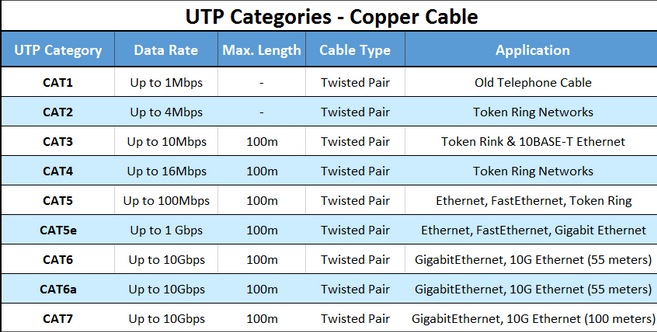 UTP Categories - Copper Cable
UTP Category Data Rate Max. Length Cable Type Application
CAT1 Up to 1Mbps - Twisted Pair Old Telephone Cable
CAT2 Up to 4Mbps - Twisted Pair Token Ring Networks
CAT3 Up to 10Mbps 100m Twisted Pair Token Rink & 10BASE-T Ethernet
CAT4 Up to 16Mbps 100m Twisted Pair Token Ring Networks
CAT5 Up to 100Mbps 100m Twisted Pair Ethernet, FastEthernet, Token Ring
CAT5e Up to 1 Gbps 100m Twisted Pair Ethernet, FastEthernet, Gigabit Ethernet
CAT6 Up to 10Gbps 100m Twisted Pair GigabitEthernet, 10G Ethernet (55 meters)
CAT6a Up to 10Gbps 100m Twisted Pair GigabitEthernet, 10G Ethernet (55 meters)
CAT7 Up to 10Gbps 100m Twisted Pair GigabitEthernet, 10G Ethernet (100 meters)